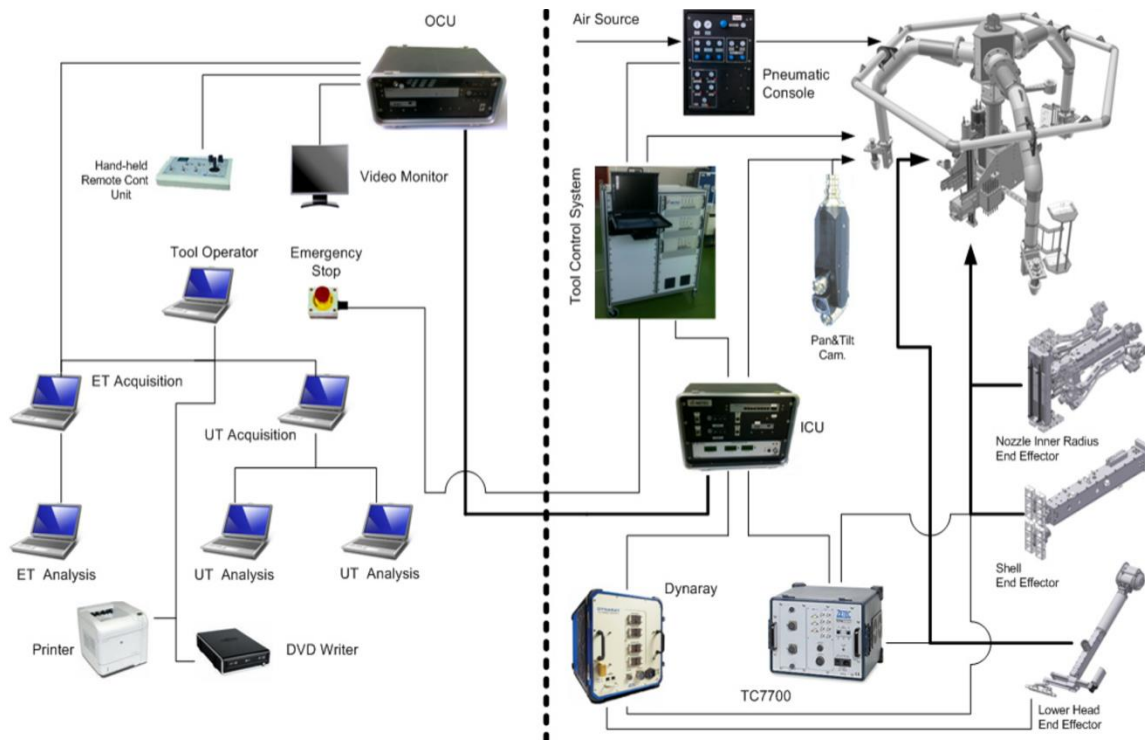 OCU
Hand-held
Remote Cont
Unit
Video Monitor
Tool Operator
Emergency
Stop
ET Acquisition
UT Acquisition
ET Analysis
UT Analysis
UT Analysis
Printer
DVD Writer
Air Source
Pneumatic
Console
Tool Control System
Pan&Tilt
Cam.
ICU
Nozzle Inner Radius
End Effector
Shell
End Effector
Dynaray
ZETEC
TC7700
Lower Head
End Effector